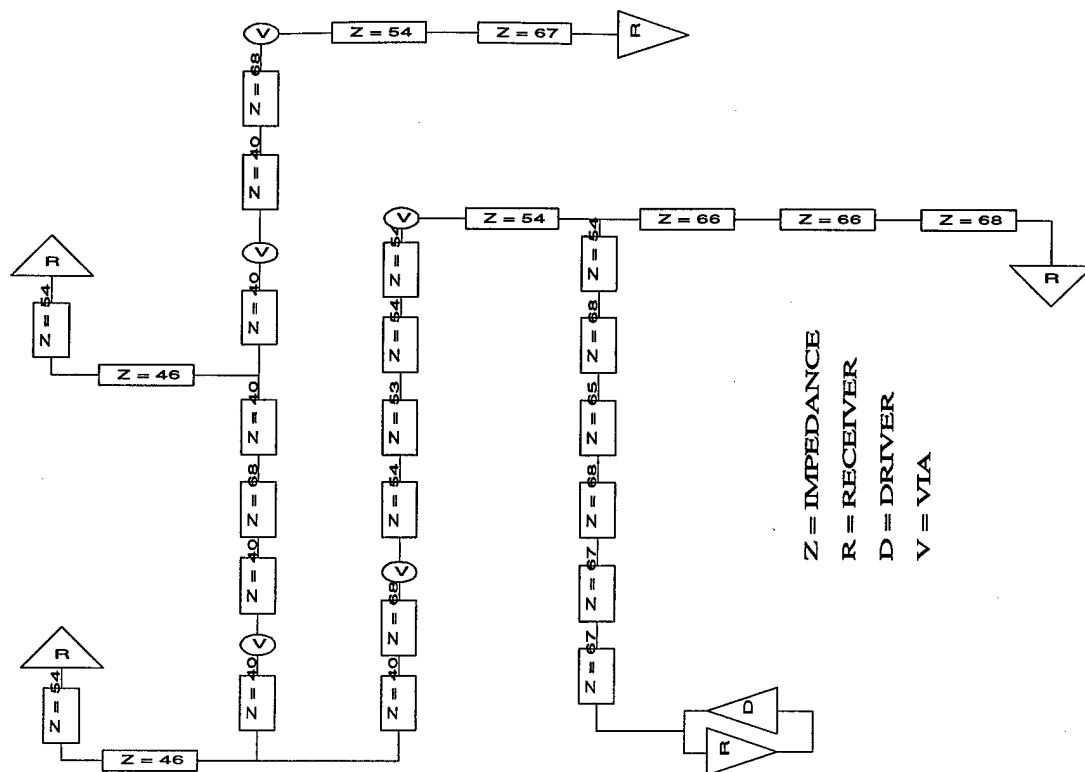 V
Z = 54
Z = 67
R
Z = 68
Z = 40
V
Z = 40
R
Z = 54
Z = 46
Z = 40
Z = 68
Z = 40
V
Z = 40
R
Z = 54
Z = 46
V
Z = 54
Z = 66
Z = 66
Z = 68
R
Z = 54
Z = 54
Z = 53
Z = 54
V
Z = 68
Z = 40
Z = 54
Z = 68
Z = 65
Z = 68
Z = 67
Z = 67
D
R
Z = IMPEDANCE
R = RECEIVER
D = DRIVER
V = VIA